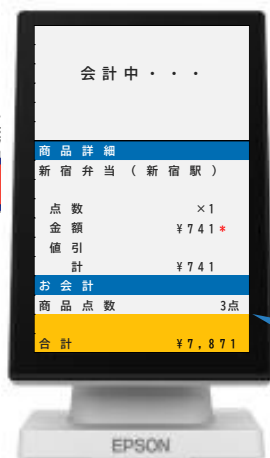 会計中・・・
商品詳細
新宿弁当（新宿駅）
点数 ×1
金額 ¥741*
値引
計 ¥741
お会計
商品点数 3点
合計 ¥7,871
EPSON